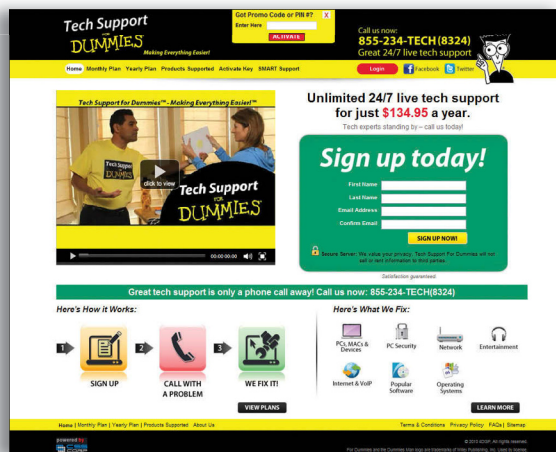 Tech Support
FOR
DUMMIES
Making Everything Easier!
Got Promo Code or PIN #? X
Enter Here
ACTIVATE
Call us now:
855-234-TECH (8324)
Great 24/7 live tech support
Home Monthly Plan Yearly Plan Products Supported Activate Key SMART Support
Login Facebook Twitter
Tech Support for Dummies™ - Making Everything Easier!™
Tech Support
DUMMIES
click to view
Tech Support
FOR
DUMMIES
00:00:00:00
Unlimited 24/7 live tech support
for just $134.95 a year.
Tech experts standing by – call us today!
Sign up today!
First Name
Last Name
Email Address
Confirm Email
SIGN UP NOW!
Secure Server: We value your privacy, Tech Support For Dummies will not
sell or rent information to third parties
Satisfaction guaranteed
Great tech support is only a phone call away! Call us now: 855-234-TECH(8324)
Here's How it Works:
1 2 3
SIGN UP
CALL WITH
A PROBLEM
WE FIX IT!
VIEW PLANS
Here's What We Fix:
PCs, MACs &
Devices
PC Security
Network
Entertainment
Internet & VoIP
Popular
Software
Operating
Systems
LEARN MORE
Home | Monthly Plan | Yearly Plan | Products Supported About Us
Terms & Conditions Privacy Policy FAQs | Sitemap
powered by
© 2010 All rights reserved.
For Dummies and the Dummies Man logo are trademarks of Wiley Publishing, Inc. Used by license